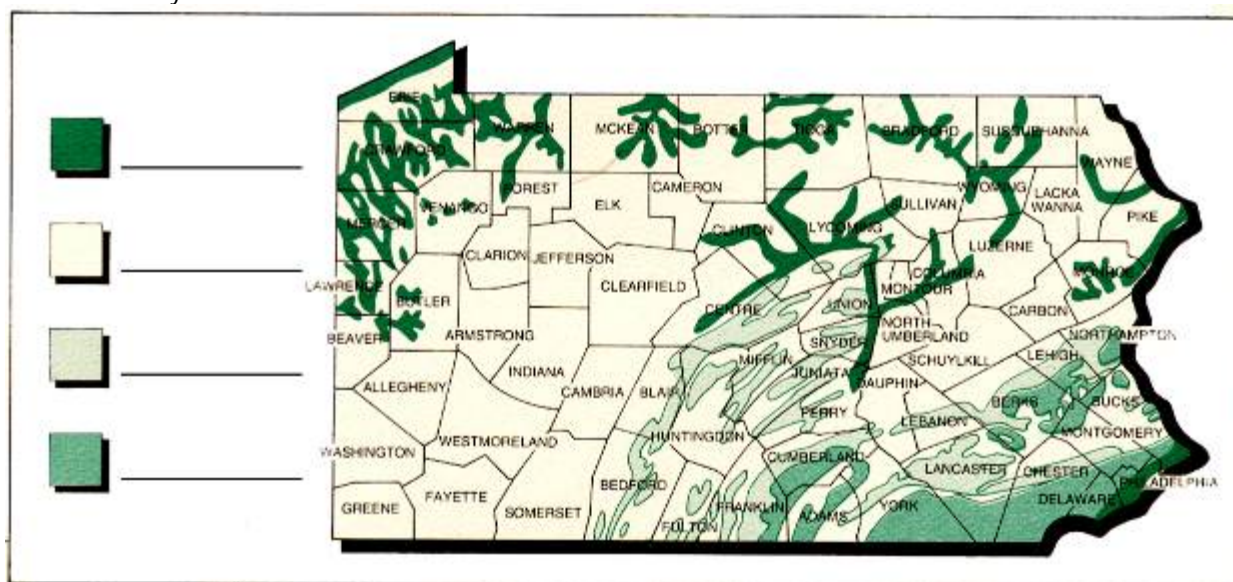 ERIE
WARREN
MCKEAN
POTTER
TIOGA
BRADFORD
SUSQUEHANNA
CRAWFORD
WAYNE
FOREST
CAMERON
WYOMING
LACKA
WANNA
VENANGO
ELK
SULLIVAN
PIKE
MERCER
CLINTON
LYCOMING
CLARION
JEFFERSON
LUZERNE
LAWRENCE
CLEARFIELD
COLUMBIA
MONROE
MONTOUR
BUTLER
CENTRE
UNION
CARBON
BEAVER
ARMSTRONG
SNYDER
NORTH
UMBERLAND
NORTHAMPTON
MIFFLIN
SCHUYLKILL
LEHIGH
INDIANA
JUNIATA
ALLEGHENY
CAMBRIA
BLAIR
DAUPHIN
BERKS
BUCKS
PERRY
LEBANON
HUNTINGDON
MONTGOMERY
WESTMORELAND
WASHINGTON
CUMBERLAND
LANCASTER
CHESTER
BEDFORD
PHILADELPHIA
FAYETTE
DELAWARE
GREENE
SOMERSET
FRANKLIN
YORK
ADAMS
FULTON